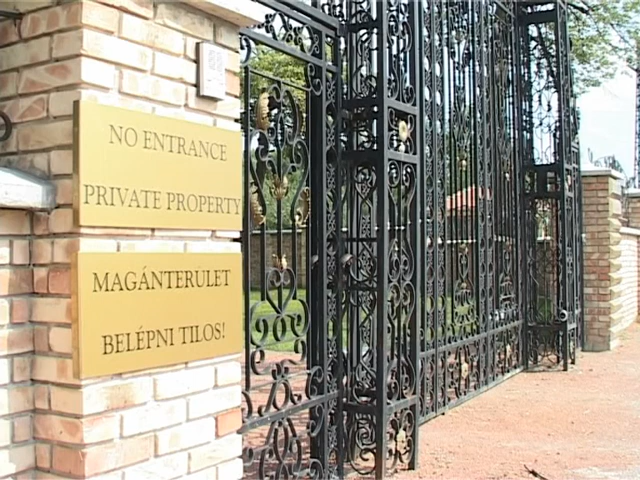 NO ENTRANCE
PRIVATE PROPERTY
MAGÁNTERULET
BELÉPNI TILOS!